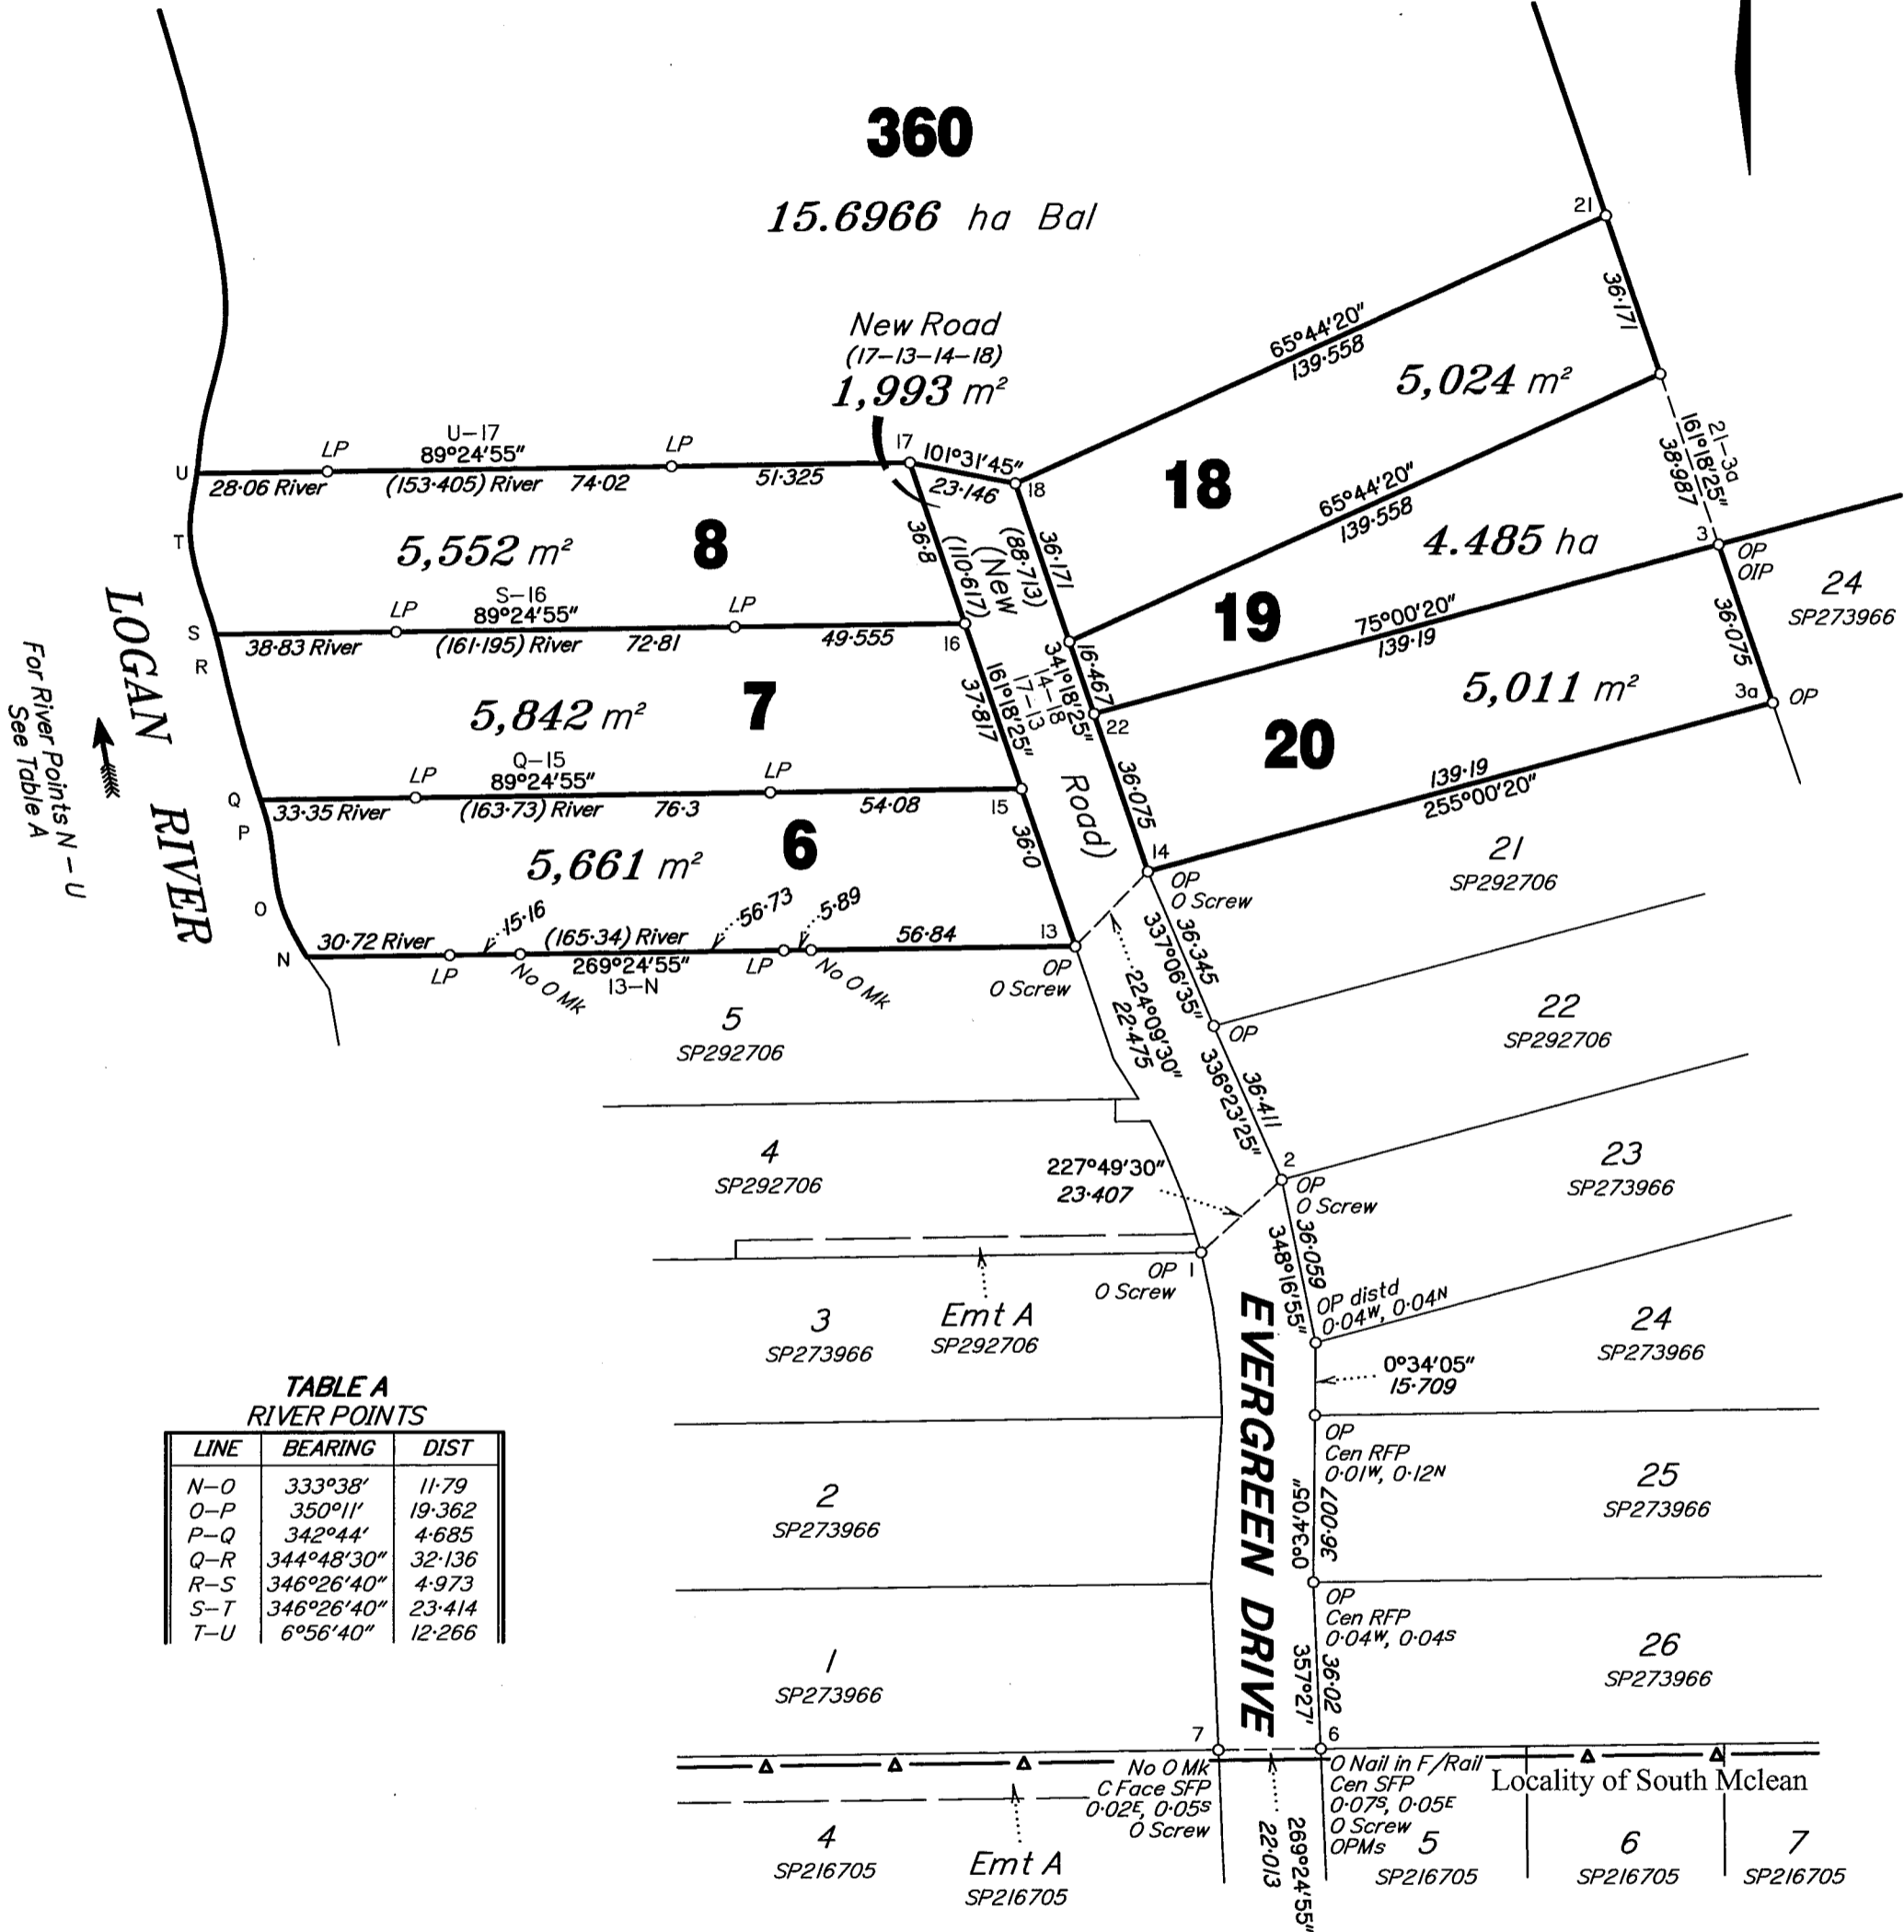 360
15.6966 ha Bal
21
36·171
New Road
(17-13-14-18)
1,993 m²
65°44'20"
139·558
5,024 m²
18
U-17
89°24'55"
LP
LP
17
101°31'45"
23·146
18
U
28·06 River
(153·405) River
74·02
51·325
T
5,552 m²
8
36·8
(110·617)
(New
(88·713)
36·171
65°44'20"
139·558
4.485 ha
21-3a
161°18'25"
38·987
3
OP
OIP
24
SP273966
S-16
89°24'55"
LP
LP
S
38·83 River
(161·195) River
72·81
49·555
16
R
19
75°00'20"
139·19
36·075
LOGAN RIVER
For River Points N - U
See Table A
5,842 m²
7
37·817
161°18'25"
17-13
14-18
341°18'25"
16·467
22
5,011 m²
3a
OP
20
Q-15
89°24'55"
LP
LP
Q
33·35 River
(163·73) River
76·3
54·08
15
P
Road)
36·075
139·19
255°00'20"
5,661 m²
6
36·0
14
OP
O Screw
21
SP292706
O
15·16
56·73
5·89
30·72 River
(165·34) River
56·84
13
N
LP
No O Mk
269°24'55"
13-N
LP
No O Mk
OP
O Screw
224°09'30"
22·475
337°06'35"
36·345
OP
5
SP292706
22
SP292706
336°23'25"
36·411
4
SP292706
227°49'30"
23·407
2
OP
O Screw
23
SP273966
OP
1
O Screw
348°16'55"
36·059
OP distd
0·04W, 0·04N
3
SP273966
Emt A
SP292706
EVERGREEN DRIVE
24
SP273966
0°34'05"
15·709
TABLE A
RIVER POINTS
LINE BEARING DIST
N-O 333°38' 11·79
O-P 350°11' 19·362
P-Q 342°44' 4·685
Q-R 344°48'30" 32·136
R-S 346°26'40" 4·973
S-T 346°26'40" 23·414
T-U 6°56'40" 12·266
OP
Cen RFP
0·01W, 0·12N
2
SP273966
0°34'05"
36·007
25
SP273966
OP
Cen RFP
0·04W, 0·04S
1
SP273966
357°27'
36·02
26
SP273966
7
6
No O Mk
C Face SFP
0·02E, 0·05S
O Screw
O Nail in F/Rail
Cen SFP
0·07S, 0·05E
O Screw
OPMs
Locality of South Mclean
4
SP216705
Emt A
SP216705
22·013
269°24'55"
5
SP216705
6
SP216705
7
SP216705